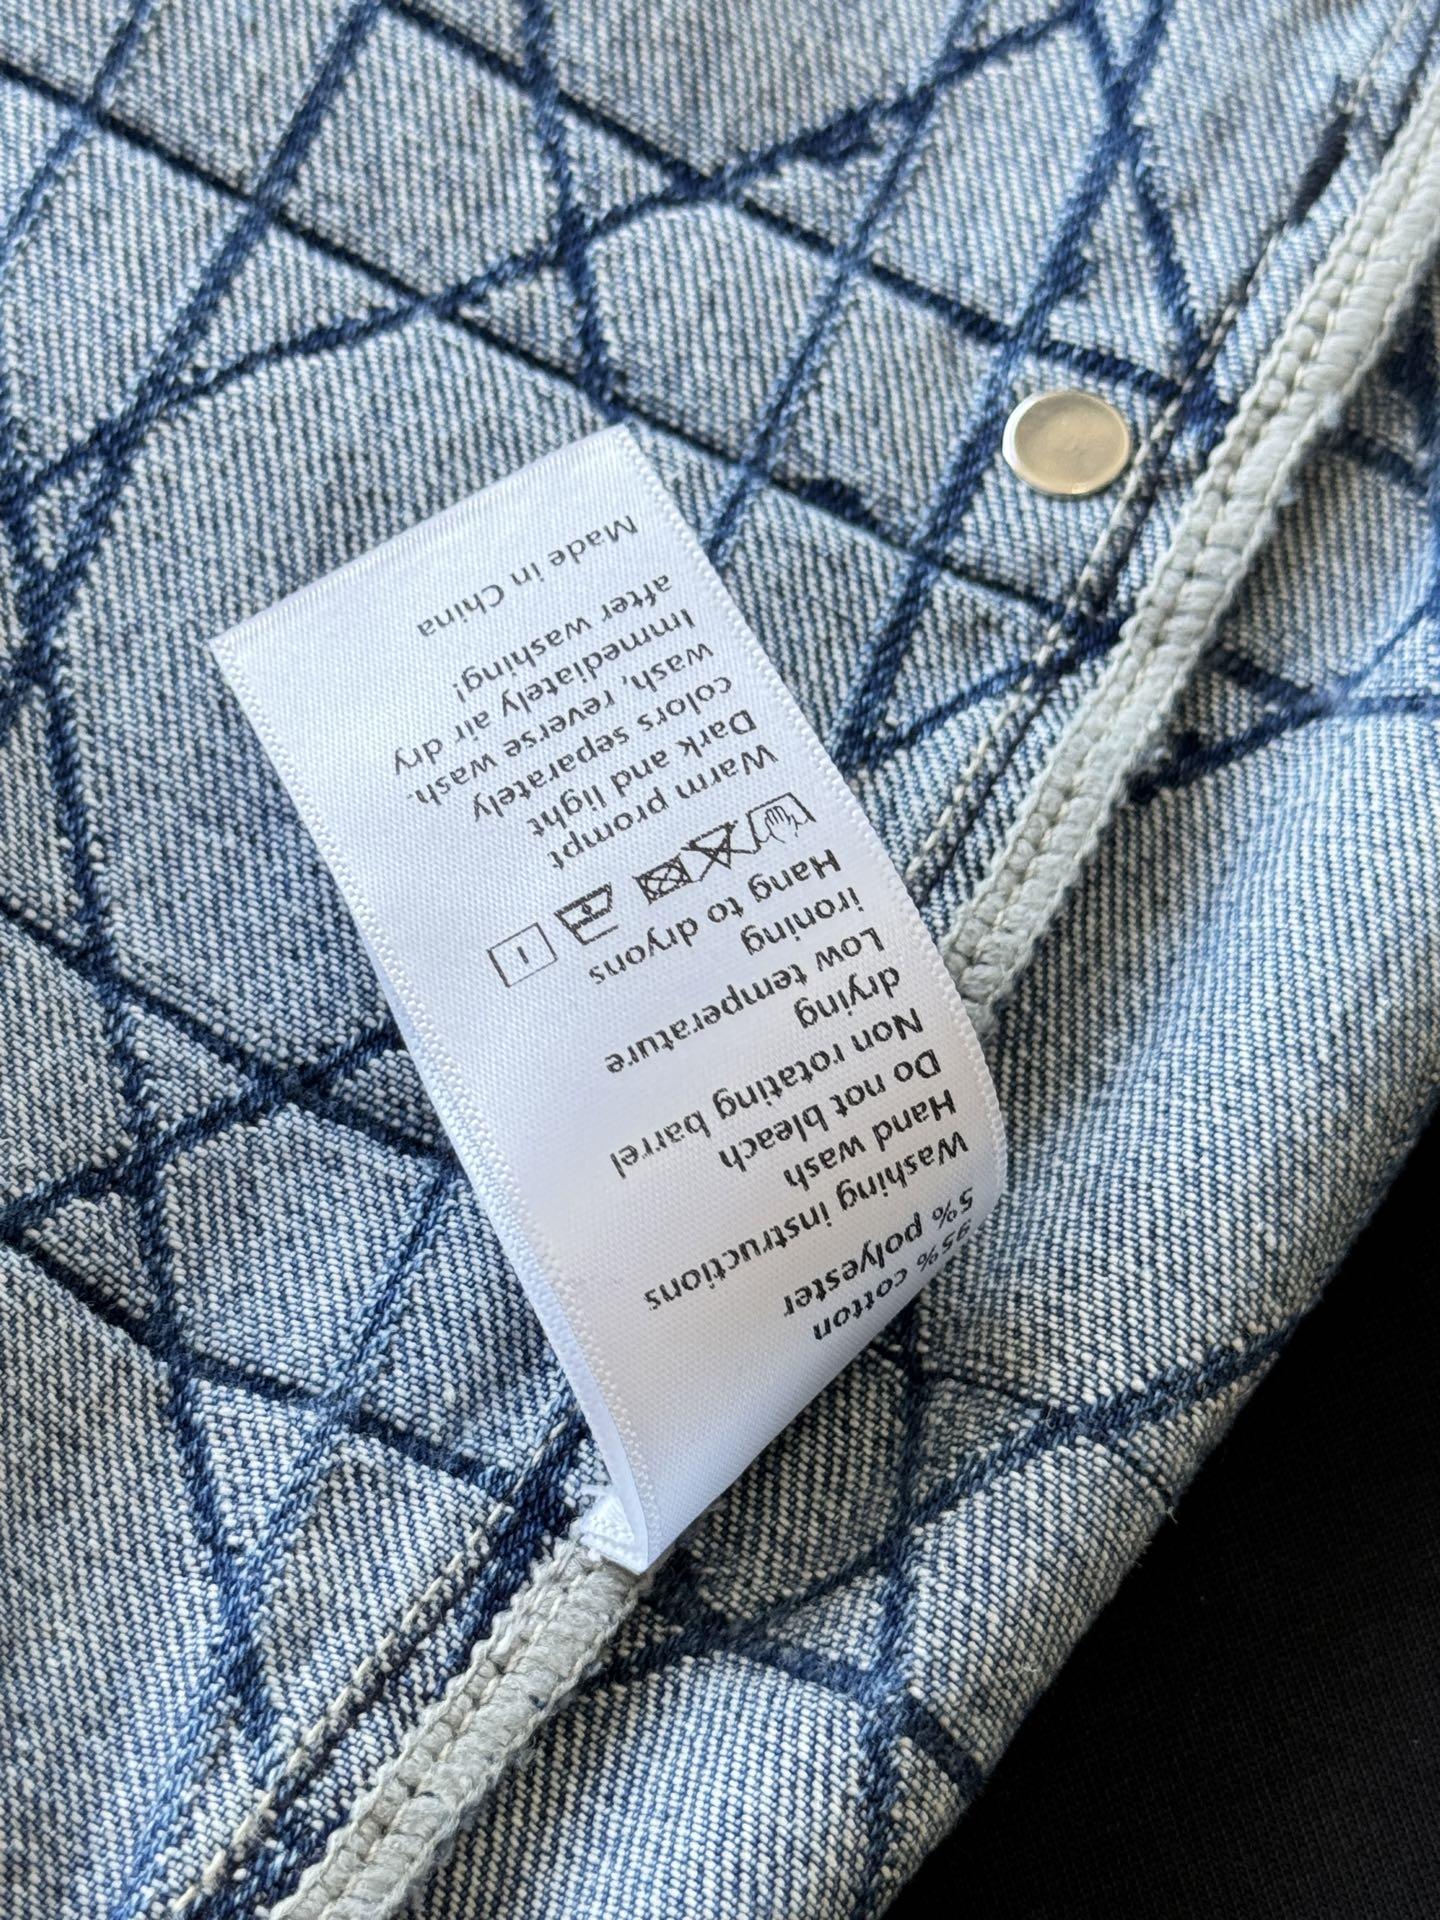 95% cotton
5% polyester
Washing instructions
Hand wash
Do not bleach
Non rotating barrel
drying
Low temperature
ironing
Hang to dryons
Warm prompt
Dark and light
colors separately
wash, reverse wash.
Immediately air dry
after washing!
Made in China